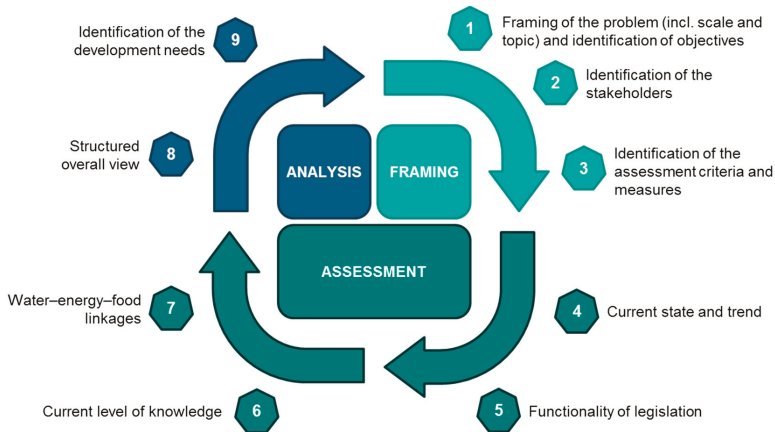 1
Framing of the problem (incl. scale and
topic) and identification of objectives
2
Identification of the
stakeholders
3
Identification of the
assessment criteria and
measures
4
Current state and trend
5
Functionality of legislation
6
Current level of knowledge
7
Water–energy–food
linkages
8
Structured
overall view
9
Identification of the
development needs
ANALYSIS
FRAMING
ASSESSMENT